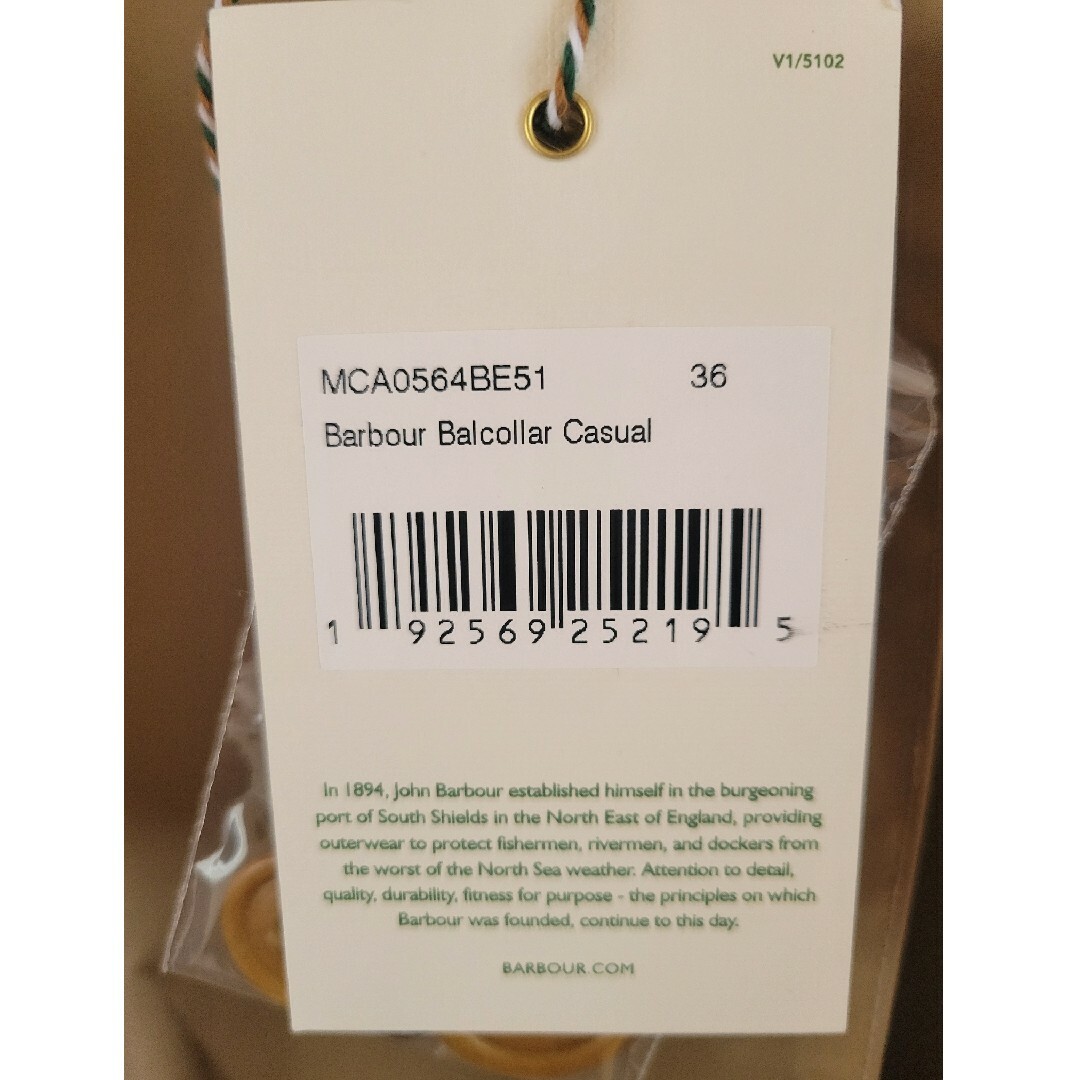 V1/5102
MCA0564BE51 36
Barbour Balcollar Casual
1 92569 25219 5
In 1894, John Barbour established himself in the burgeoning
port of South Shields in the North East of England, providing
outerwear to protect fishermen, rivermen, and dockers from
the worst of the North Sea weather. Attention to detail,
quality, durability, fitness for purpose - the principles on which
Barbour was founded, continue to this day.
BARBOUR.COM